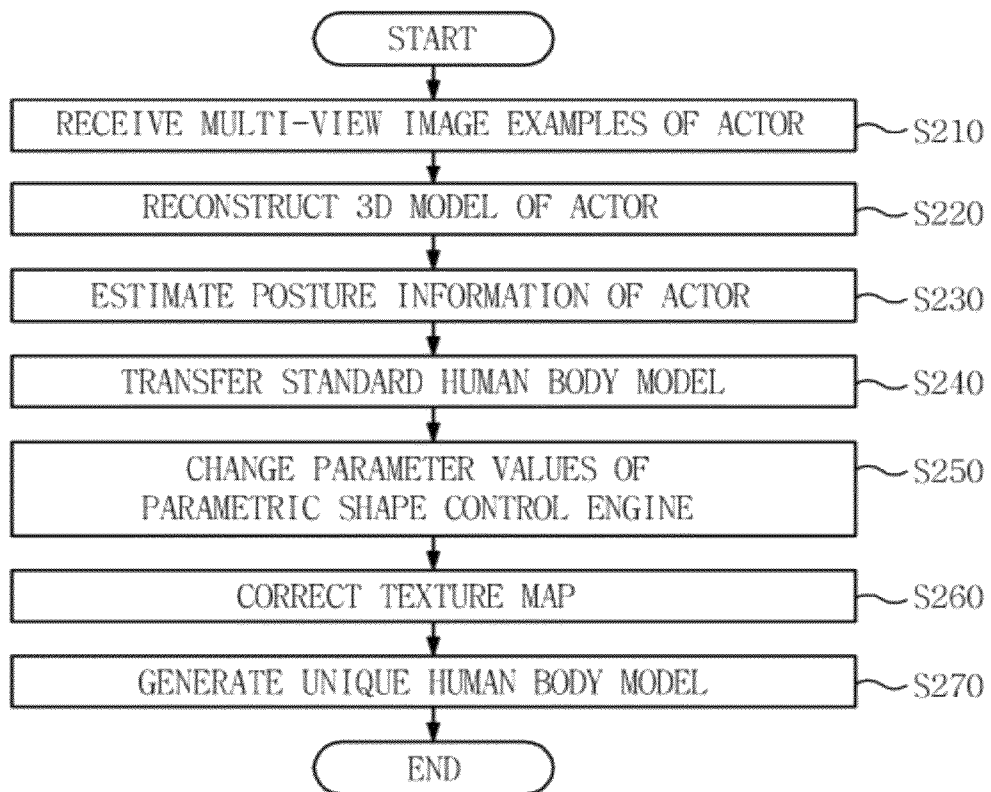 START
RECEIVE MULTI-VIEW IMAGE EXAMPLES OF ACTOR
S210
RECONSTRUCT 3D MODEL OF ACTOR
S220
ESTIMATE POSTURE INFORMATION OF ACTOR
S230
TRANSFER STANDARD HUMAN BODY MODEL
S240
CHANGE PARAMETER VALUES OF
PARAMETRIC SHAPE CONTROL ENGINE
S250
CORRECT TEXTURE MAP
S260
GENERATE UNIQUE HUMAN BODY MODEL
S270
END